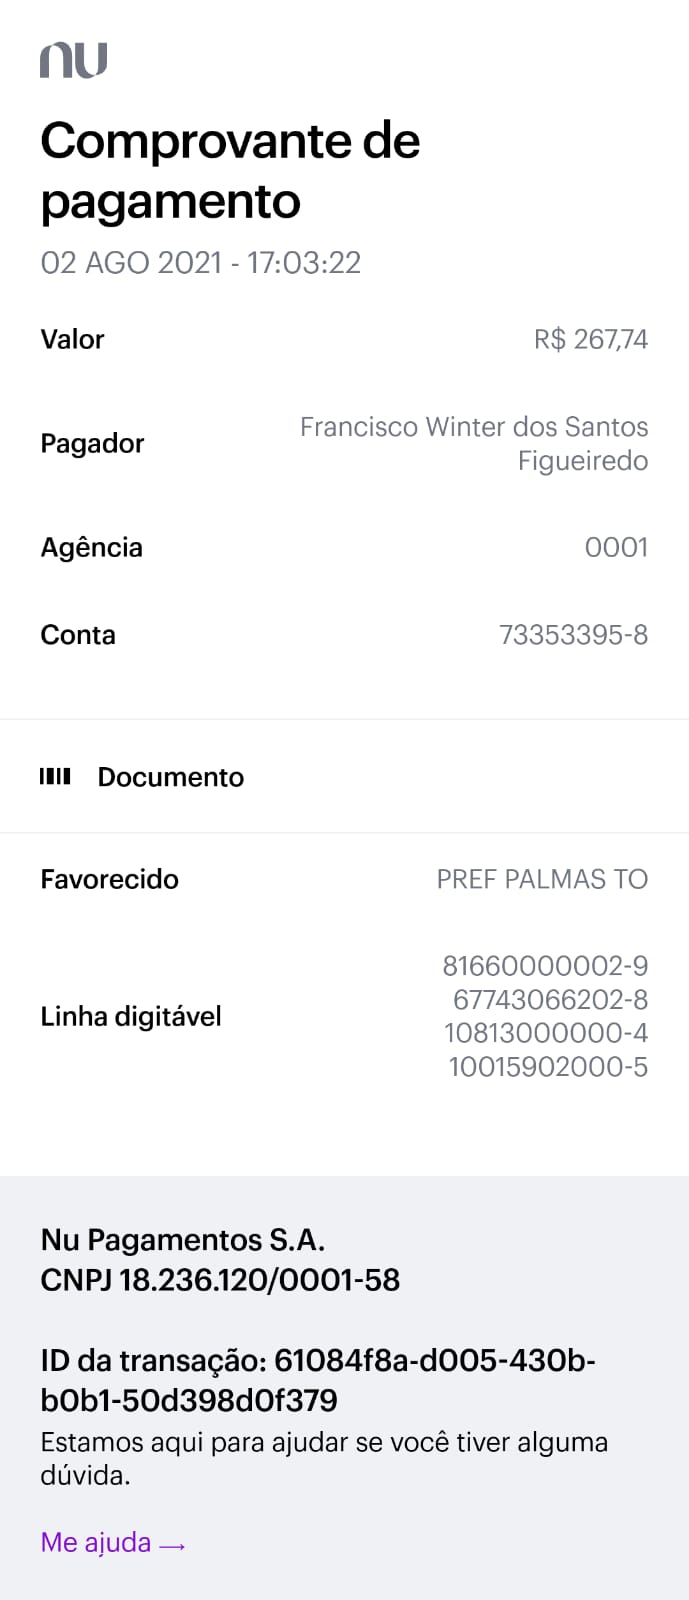 nu
Comprovante de
pagamento
02 AGO 2021 - 17:03:22
Valor R$ 267,74
Pagador Francisco Winter dos Santos
Figueiredo
Agência 0001
Conta 73353395-8
Documento
Favorecido PREF PALMAS TO
Linha digitável 81660000002-9
67743066202-8
10813000000-4
10015902000-5
Nu Pagamentos S.A.
CNPJ 18.236.120/0001-58
ID da transação: 61084f8a-d005-430b-
b0b1-50d398d0f379
Estamos aqui para ajudar se você tiver alguma
dúvida.
Me ajuda →